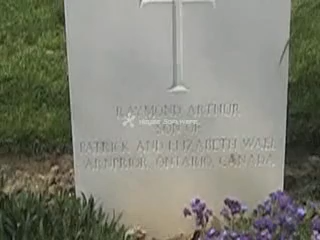 RAYMOND ARTHUR
SON OF
PATRICK AND ELIZABETH WALL
ARNPRIOR, ONTARIO, CANADA